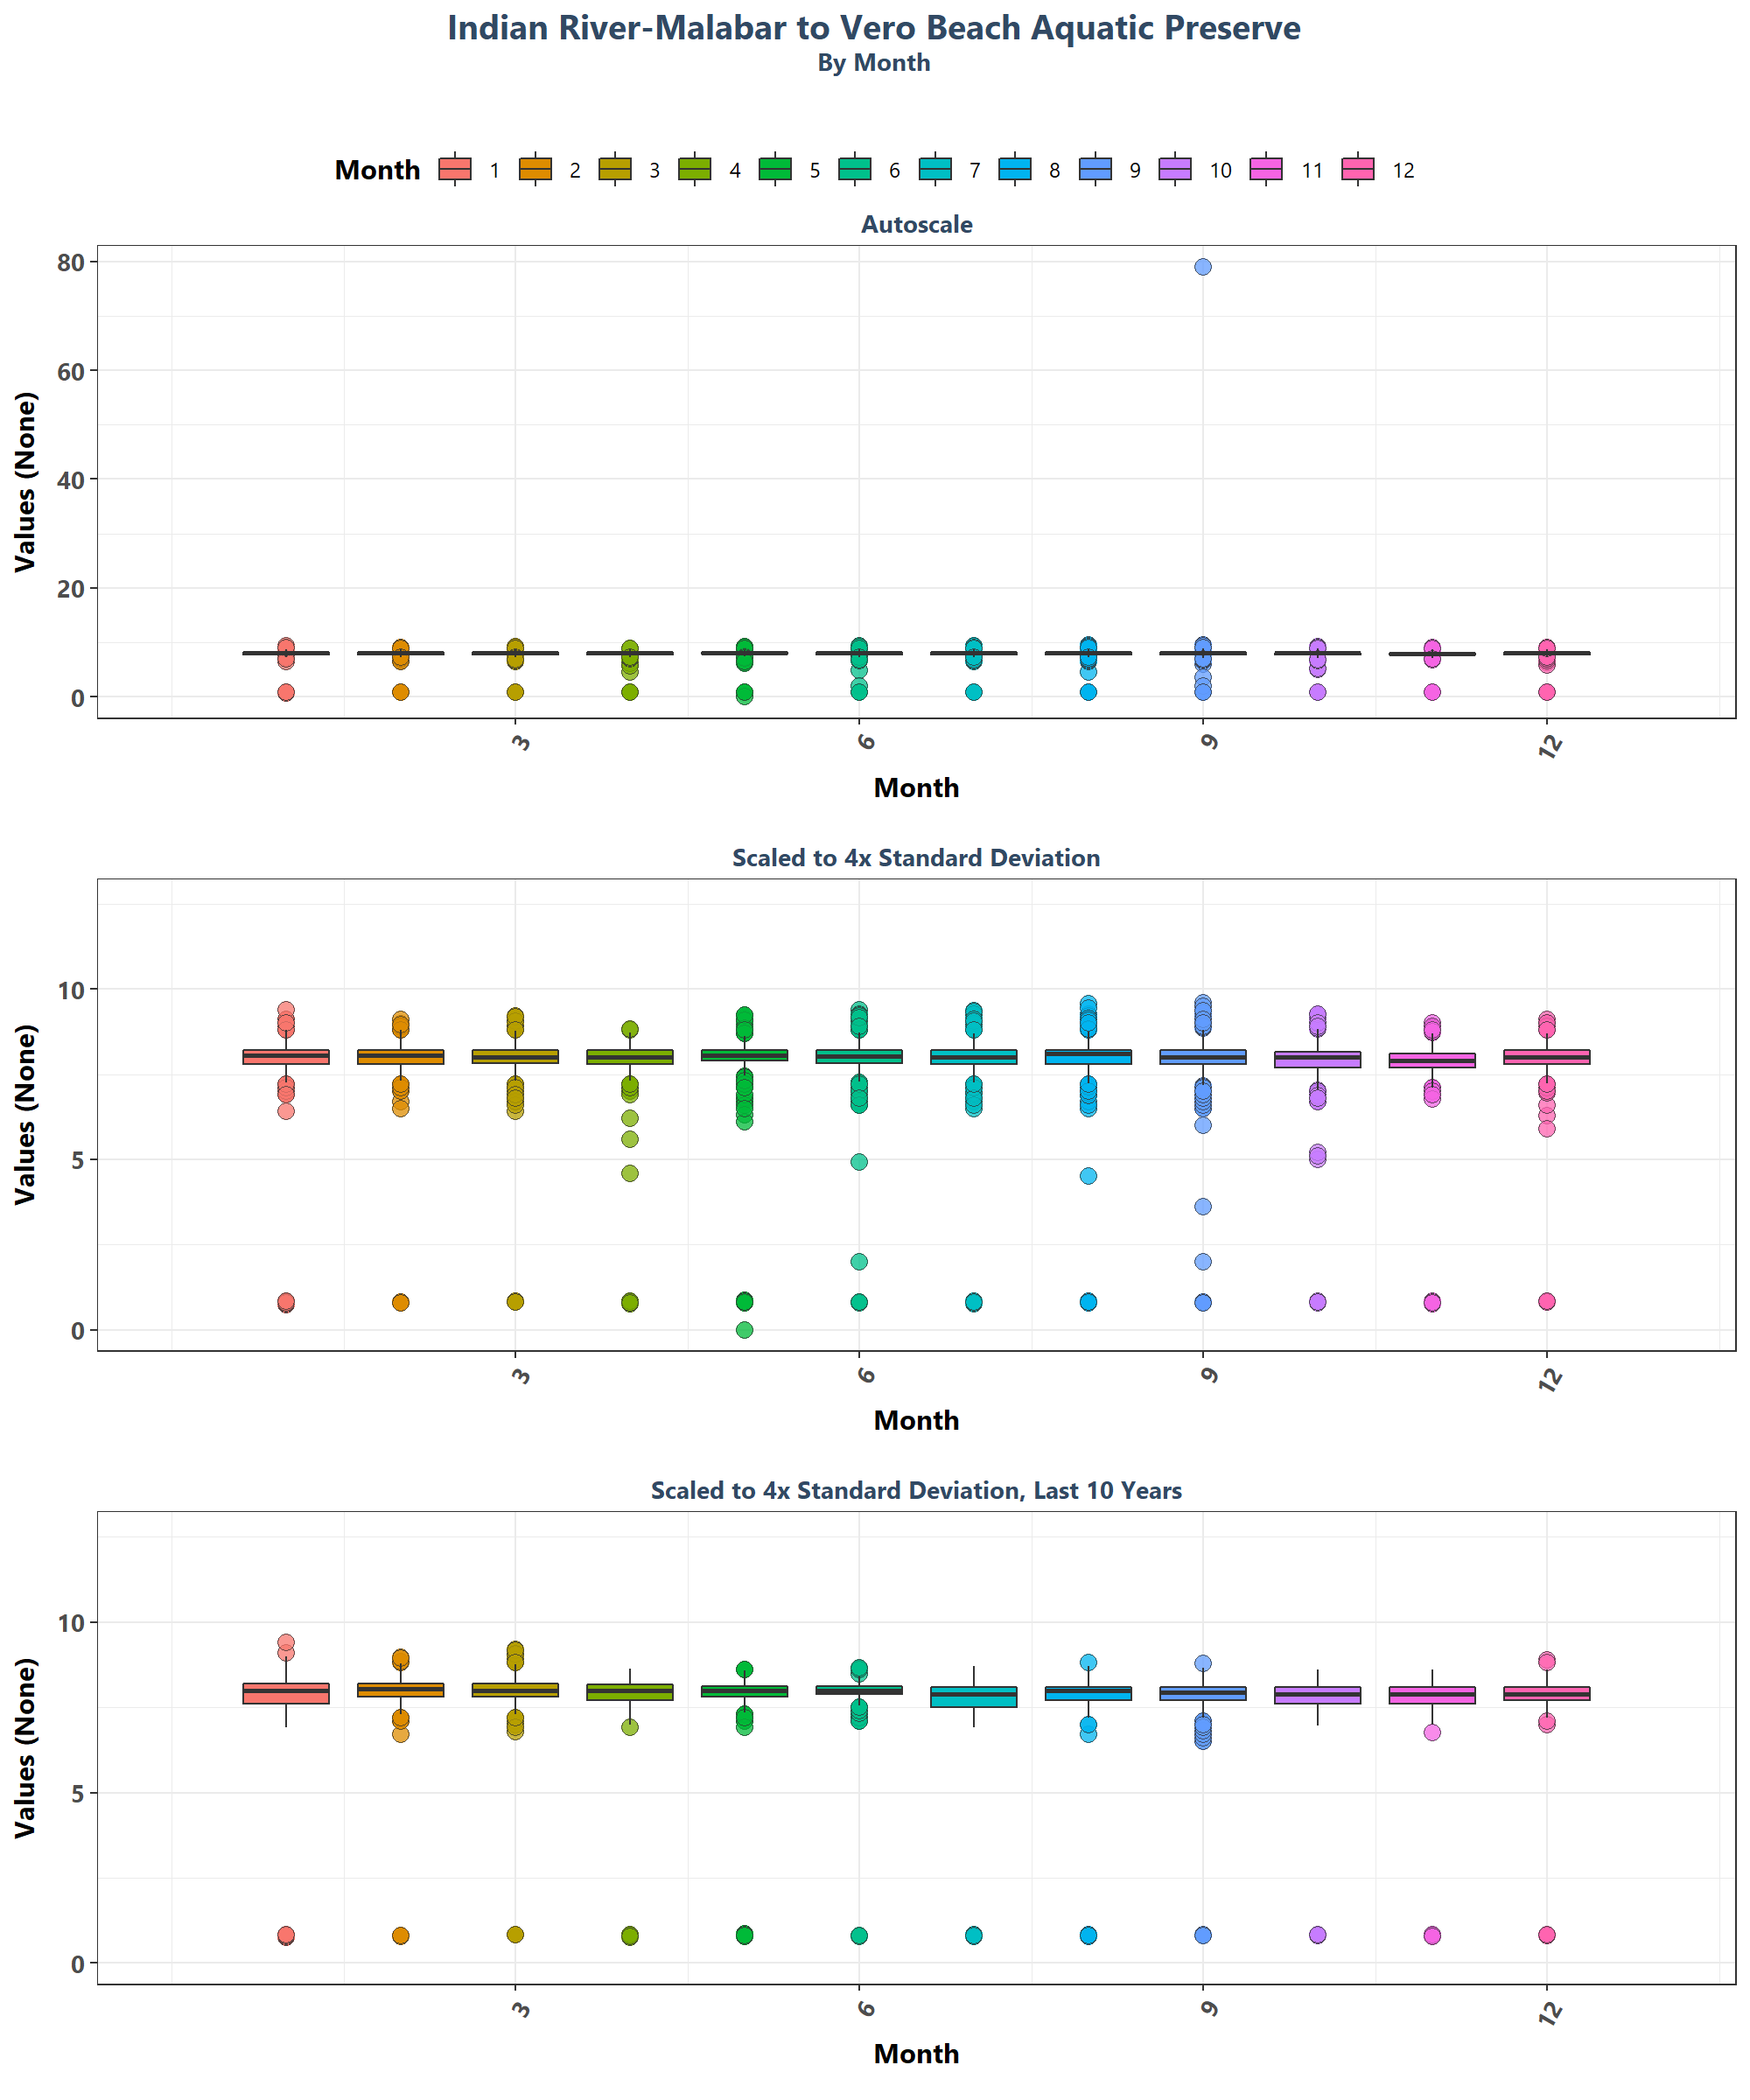 Indian River-Malabar to Vero Beach Aquatic Preserve
By Month
Month 1 2 3 4 5 6 7 8 9 10 11 12
Autoscale
80
60
40
20
0
Values (None)
3 6 9 12
Month
Scaled to 4x Standard Deviation
10
5
0
Values (None)
3 6 9 12
Month
Scaled to 4x Standard Deviation, Last 10 Years
10
5
0
Values (None)
3 6 9 12
Month